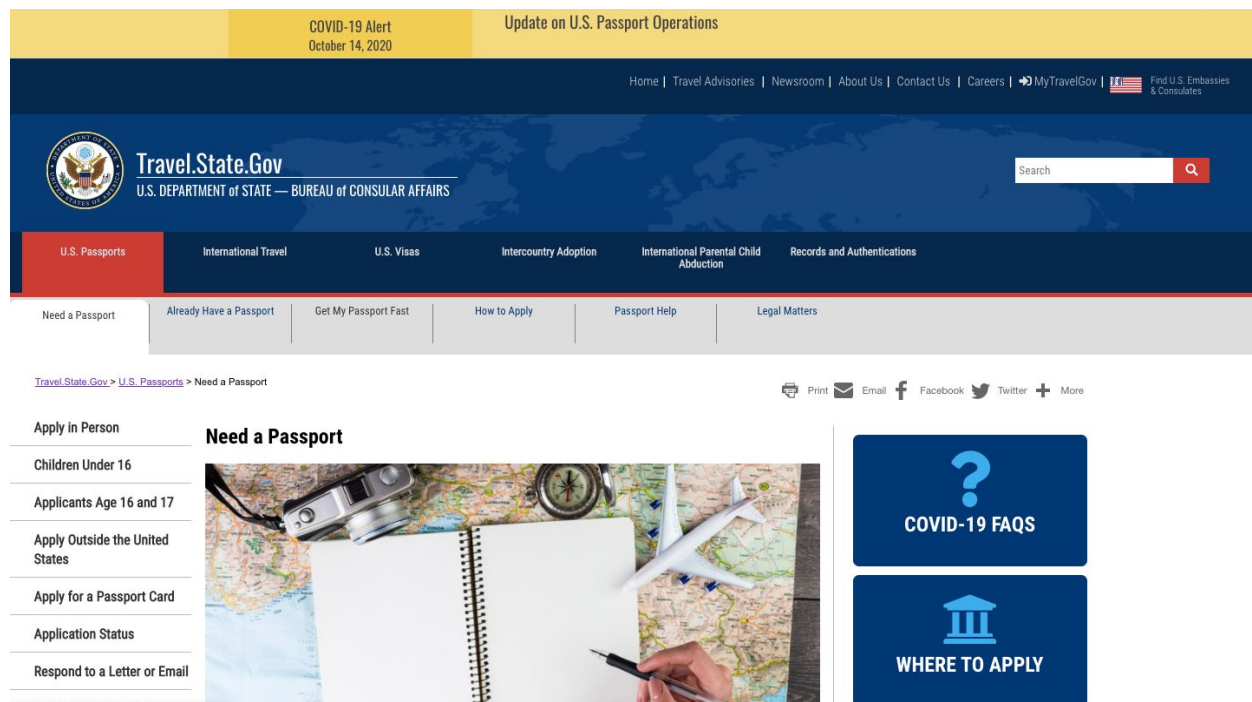 COVID-19 Alert
October 14, 2020
Update on U.S. Passport Operations
Home | Travel Advisories | Newsroom | About Us | Contact Us | Careers | MyTravelGov | Find U.S. Embassies
& Consulates
Travel.State.Gov
U.S. DEPARTMENT of STATE — BUREAU of CONSULAR AFFAIRS
Search
U.S. Passports
International Travel
U.S. Visas
Intercountry Adoption
International Parental Child
Abduction
Records and Authentications
Need a Passport
Already Have a Passport
Get My Passport Fast
How to Apply
Passport Help
Legal Matters
Travel.State.Gov > U.S. Passports > Need a Passport
Print Email Facebook Twitter More
Apply in Person
Children Under 16
Applicants Age 16 and 17
Apply Outside the United
States
Apply for a Passport Card
Application Status
Respond to a Letter or Email
Need a Passport
COVID-19 FAQS
WHERE TO APPLY